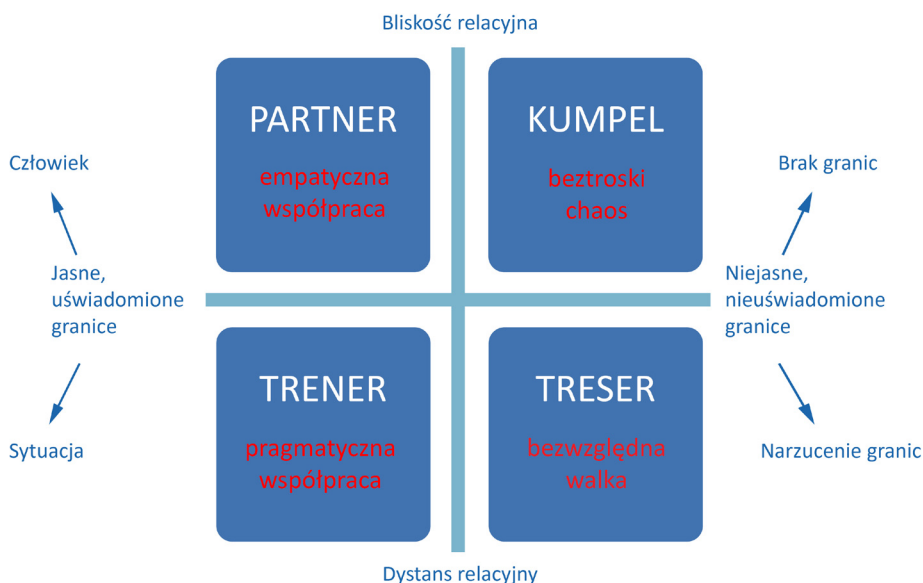 Bliskość relacyjna
PARTNER
empatyczna
współpraca
KUMPEL
beztroski
chaos
Człowiek
Jasne,
uświadomione
granice
Sytuacja
Brak granic
Niejasne,
nieuświadomione
granice
Narzucenie granic
TRENER
pragmatyczna
współpraca
TRESER
bezwzględna
walka
Dystans relacyjny